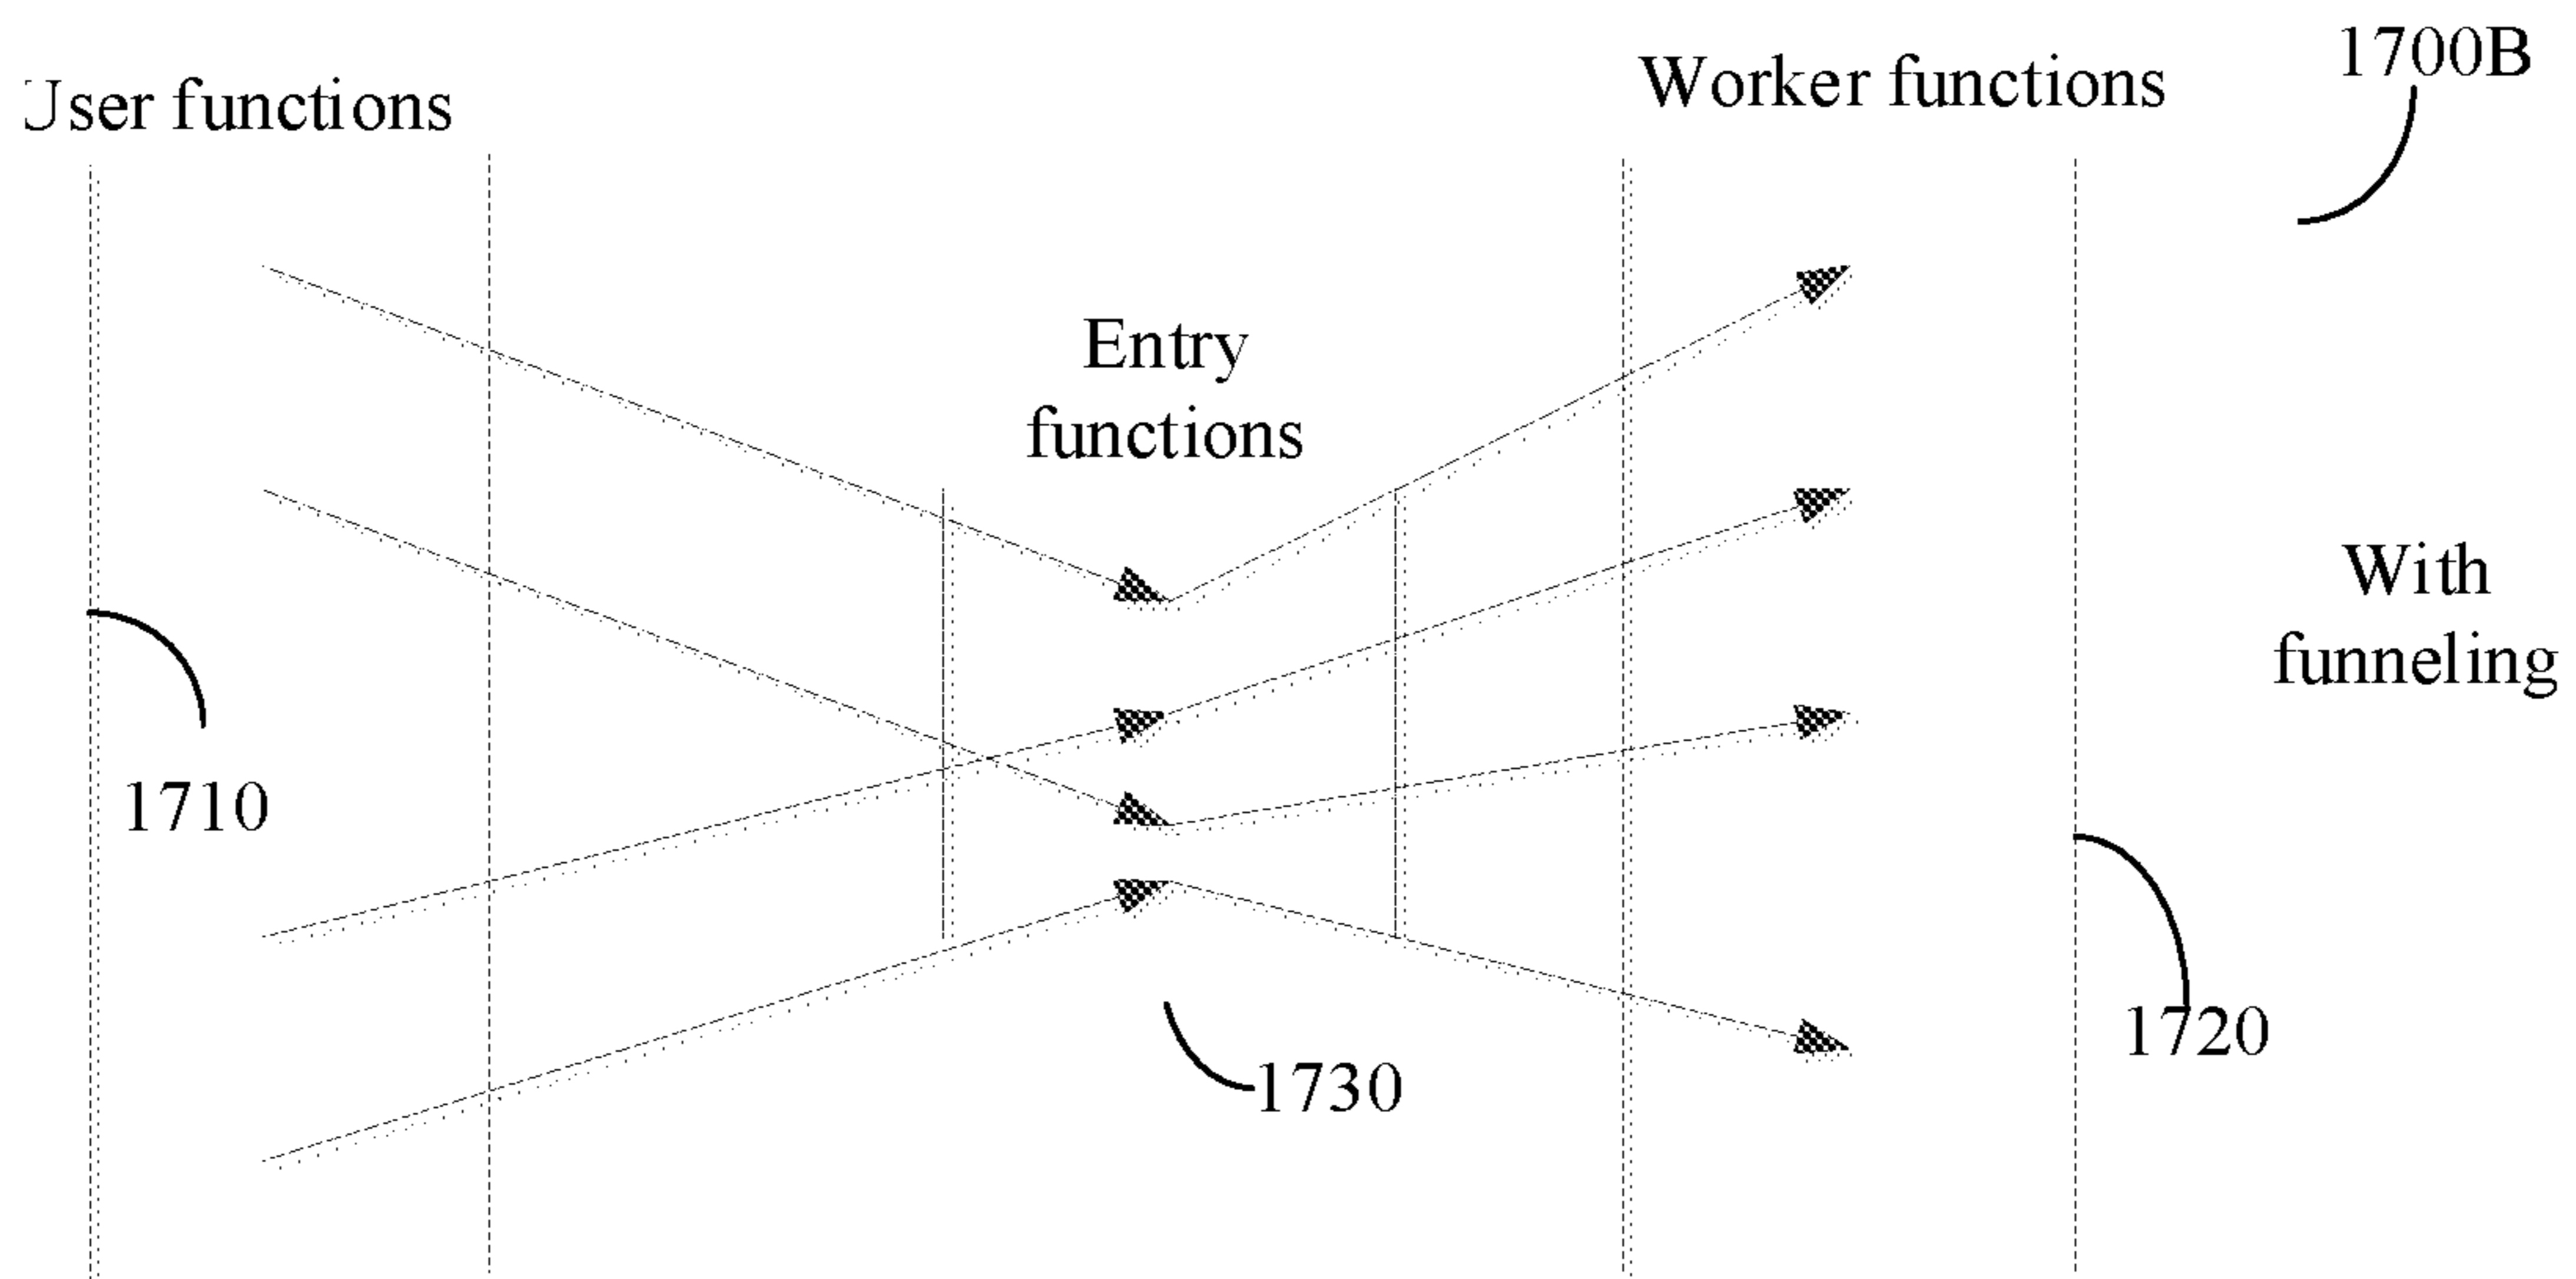 1700B
User functions
Worker functions
Entry
functions
With
funneling
1710
1720
1730